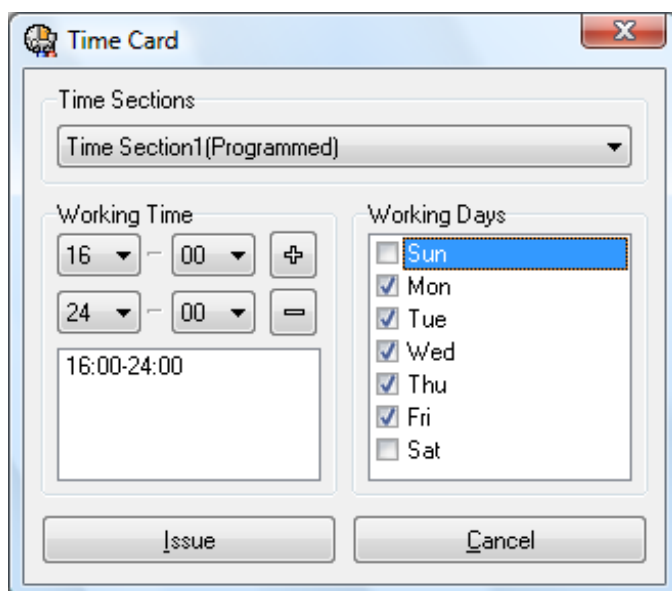 Time Card
Time Sections
Time Section1(Programmed)
Working Time
16 - 00
24 - 00
16:00-24:00
Working Days
Sun
Mon
Tue
Wed
Thu
Fri
Sat
Issue
Cancel